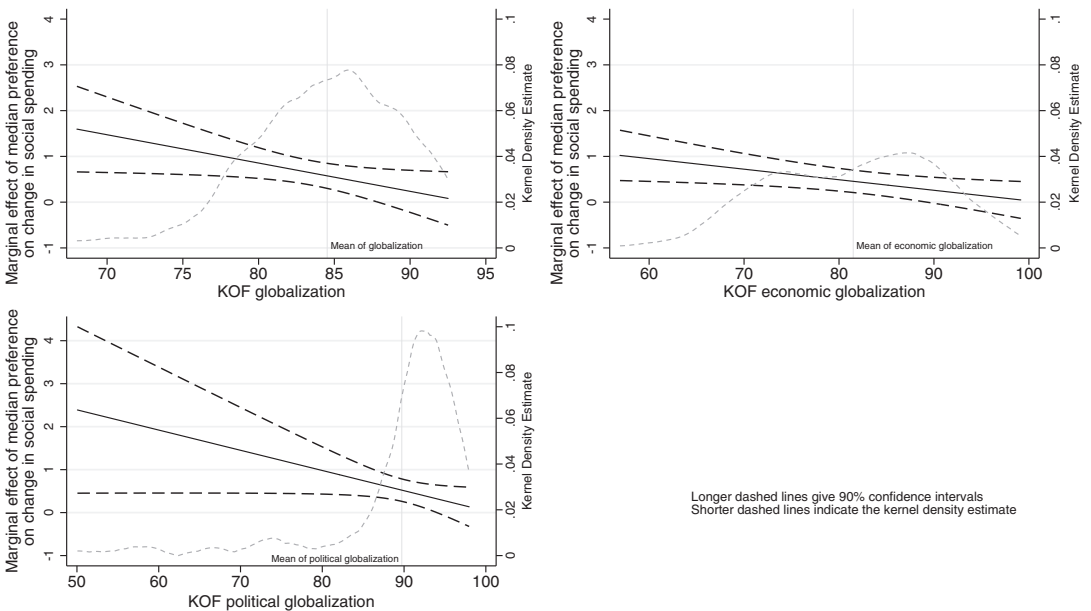 Marginal effect of median preference
on change in social spending
4
3
2
1
0
-1
.1
.08
.06
.04
.02
0
Kernel Density Estimate
Mean of globalization
70 75 80 85 90 95
KOF globalization
Marginal effect of median preference
on change in social spending
4
3
2
1
0
-1
.1
.08
.06
.04
.02
0
Kernel Density Estimate
Mean of economic globalization
60 70 80 90 100
KOF economic globalization
Marginal effect of median preference
on change in social spending
4
3
2
1
0
-1
.1
.08
.06
.04
.02
0
Kernel Density Estimate
Mean of political globalization
50 60 70 80 90 100
KOF political globalization
Longer dashed lines give 90% confidence intervals
Shorter dashed lines indicate the kernel density estimate